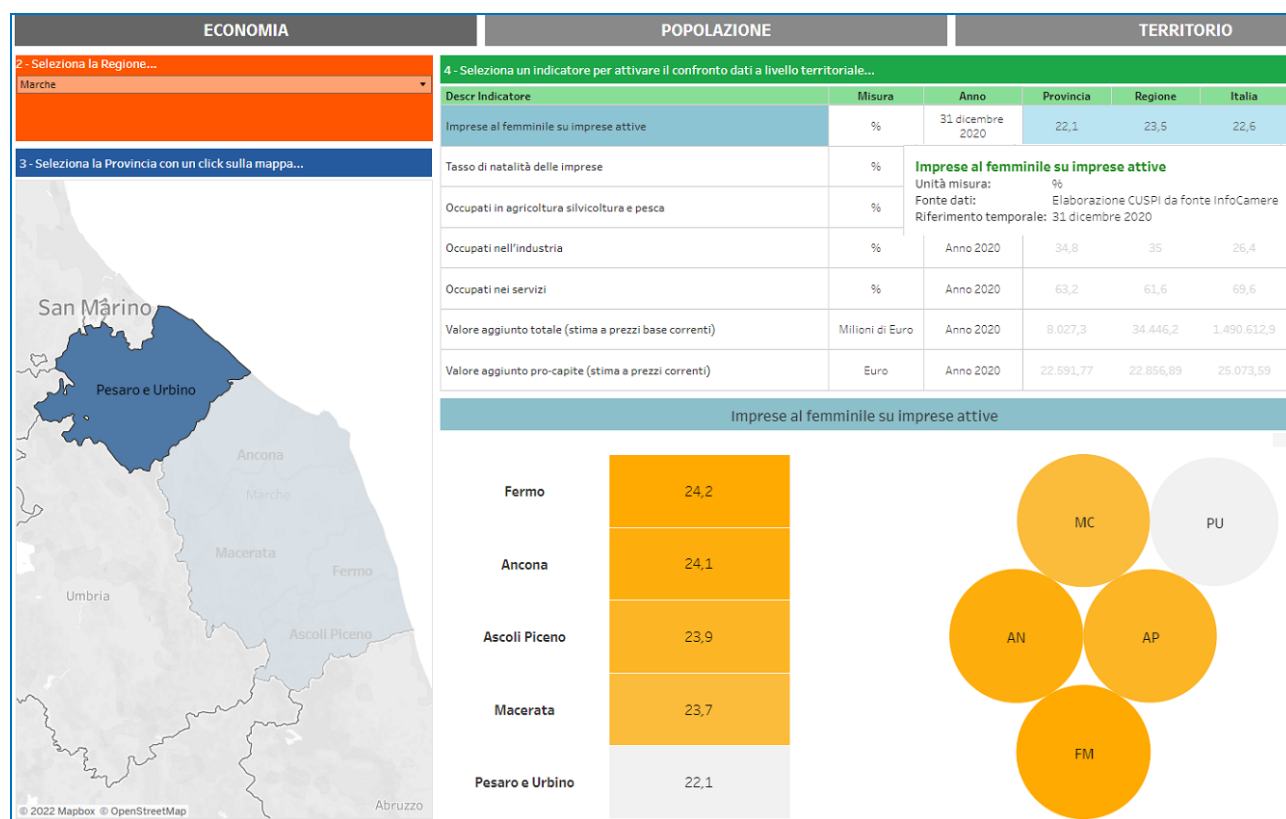 ECONOMIA POPOLAZIONE TERRITORIO
2 - Seleziona la Regione...
Marche
3 - Seleziona la Provincia con un click sulla mappa...
San Marino
Pesaro e Urbino
Ancona
Marche
Macerata
Fermo
Umbria
Ascoli Piceno
Abruzzo
© 2022 Mapbox © OpenStreetMap
4 - Seleziona un indicatore per attivare il confronto dati a livello territoriale...
Descr Indicatore Misura Anno Provincia Regione Italia
Imprese al femminile su imprese attive % 31 dicembre 2020 22,1 23,5 22,6
Tasso di natalità delle imprese %
Occupati in agricoltura silvicoltura e pesca %
Imprese al femminile su imprese attive
Unità misura: %
Fonte dati: Elaborazione CUSPI da fonte InfoCamere
Riferimento temporale: 31 dicembre 2020
Occupati nell'industria % Anno 2020 34,8 35 26,4
Occupati nei servizi % Anno 2020 63,2 61,6 69,6
Valore aggiunto totale (stima a prezzi base correnti) Milioni di Euro Anno 2020 8.027,3 34.446,2 1.490.612,9
Valore aggiunto pro-capite (stima a prezzi correnti) Euro Anno 2020 22.591,77 22.856,89 25.073,59
Imprese al femminile su imprese attive
Fermo 24,2
Ancona 24,1
Ascoli Piceno 23,9
Macerata 23,7
Pesaro e Urbino 22,1
MC PU
AN AP
FM